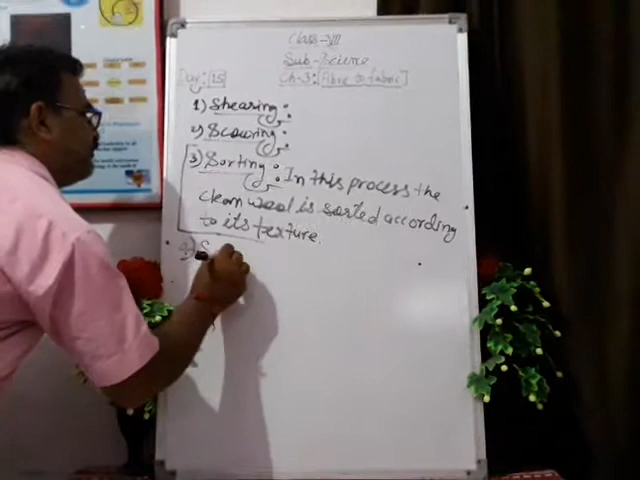 Class-VII
Sub-Science
Day:[15] Ch-3:[Fibre to fabric]
1) Shearing:
2) Scouring:
3) Sorting: In this process the
clean wool is sorted according
to its texture.
4) S